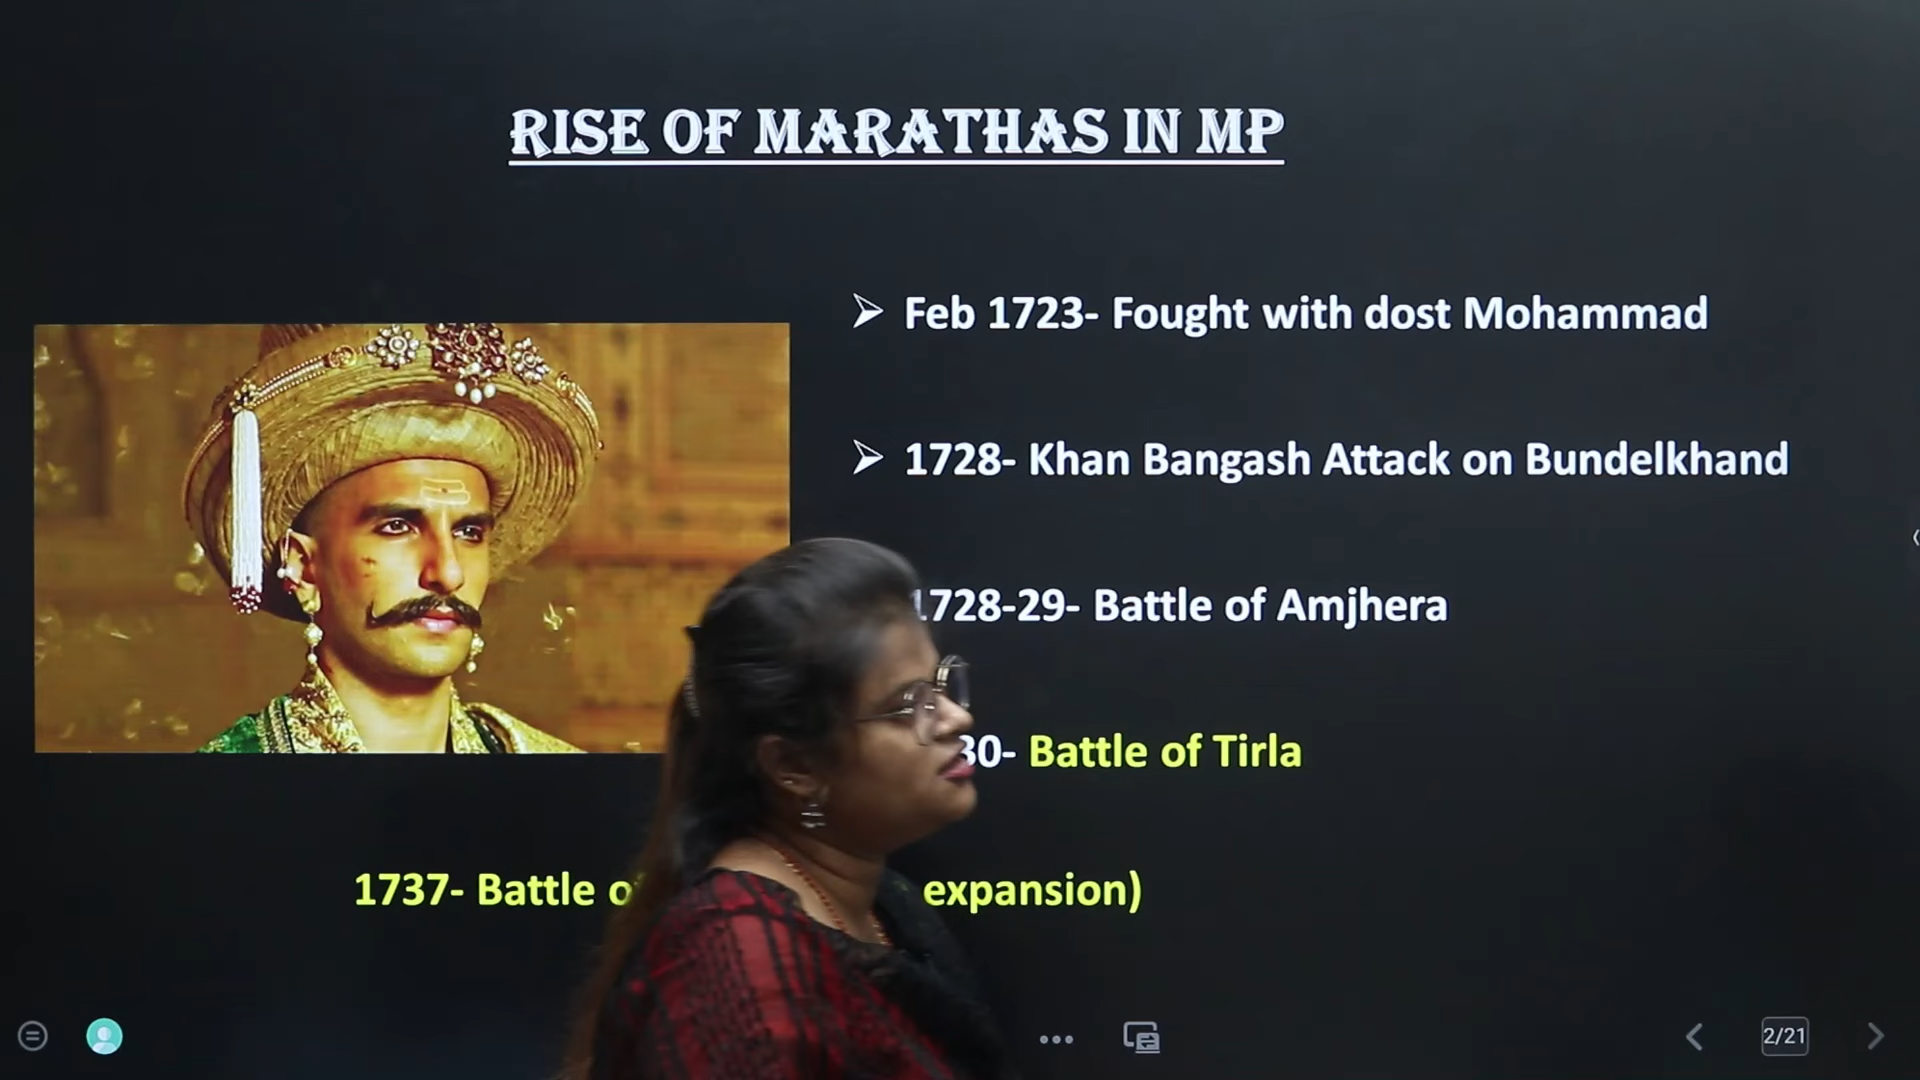 RISE OF MARATHAS IN MP
Feb 1723- Fought with dost Mohammad
1728- Khan Bangash Attack on Bundelkhand
1728-29- Battle of Amjhera
30- Battle of Tirla
1737- Battle expansion)
2/21